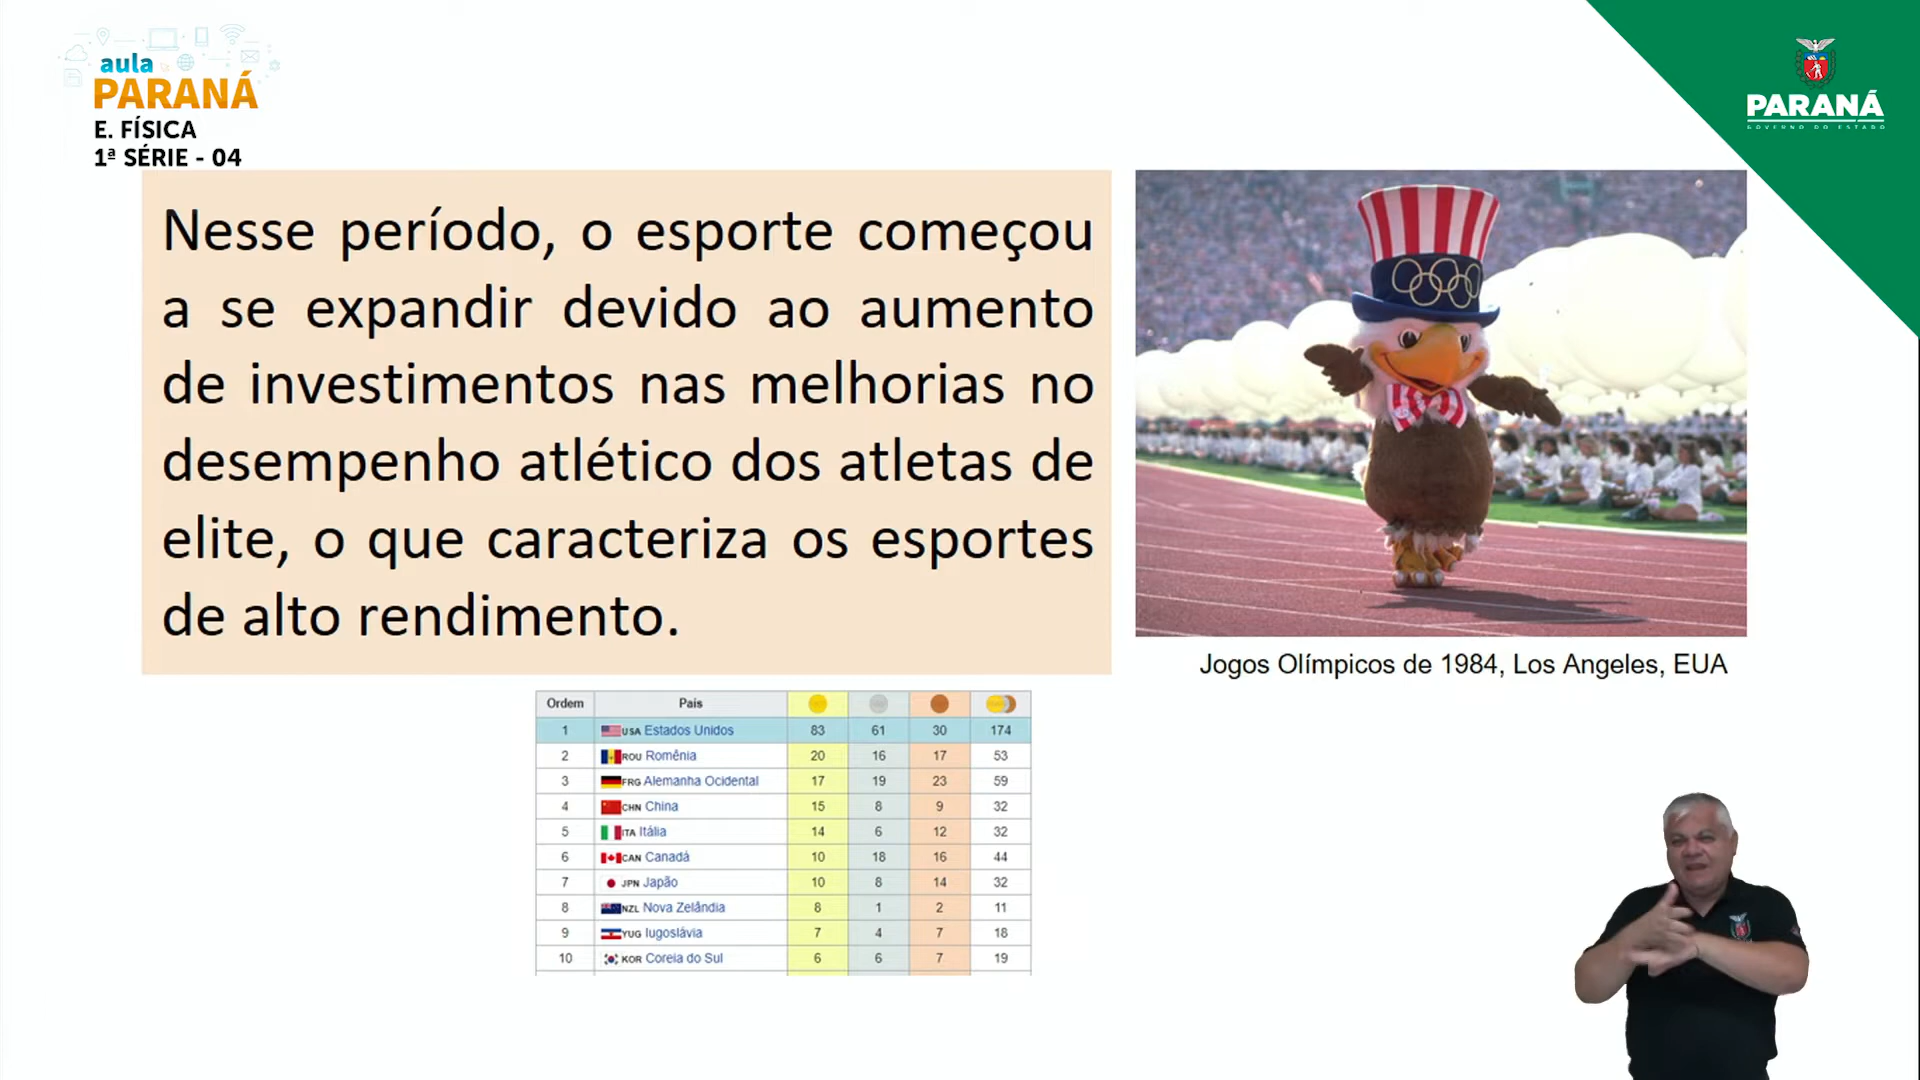 aula
PARANÁ
E. FÍSICA
1ª SÉRIE - 04
PARANÁ
GOVERNO DO ESTADO
Nesse período, o esporte começou
a se expandir devido ao aumento
de investimentos nas melhorias no
desempenho atlético dos atletas de
elite, o que caracteriza os esportes
de alto rendimento.
Jogos Olímpicos de 1984, Los Angeles, EUA
Ordem País
1 USA Estados Unidos 83 61 30 174
2 ROU Romênia 20 16 17 53
3 FRG Alemanha Ocidental 17 19 23 59
4 CHN China 15 8 9 32
5 ITA Itália 14 6 12 32
6 CAN Canadá 10 18 16 44
7 JPN Japão 10 8 14 32
8 NZL Nova Zelândia 8 1 2 11
9 YUG Iugoslávia 7 4 7 18
10 KOR Coreia do Sul 6 6 7 19